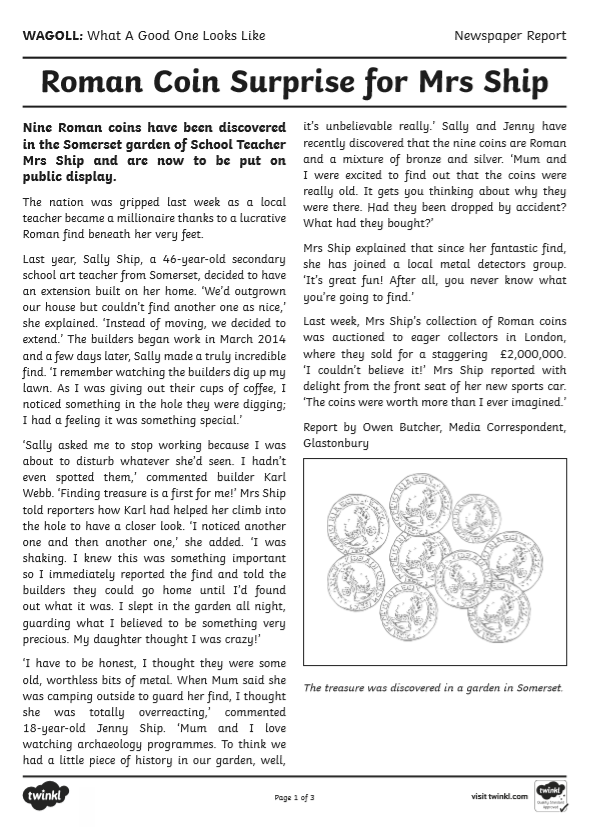 WAGOLL: What A Good One Looks Like
Newspaper Report
Roman Coin Surprise for Mrs Ship
Nine Roman coins have been discovered
in the Somerset garden of School Teacher
Mrs Ship and are now to be put on
public display.
The nation was gripped last week as a local
teacher became a millionaire thanks to a lucrative
Roman find beneath her very feet.
Last year, Sally Ship, a 46-year-old secondary
school art teacher from Somerset, decided to have
an extension built on her home. ‘We’d outgrown
our house but couldn’t find another one as nice,’
she explained. ‘Instead of moving, we decided to
extend.’ The builders began work in March 2014
and a few days later, Sally made a truly incredible
find. ‘I remember watching the builders dig up my
lawn. As I was giving out their cups of coffee, I
noticed something in the hole they were digging;
I had a feeling it was something special.’
‘Sally asked me to stop working because I was
about to disturb whatever she’d seen. I hadn’t
even spotted them,’ commented builder Karl
Webb. ‘Finding treasure is a first for me!’ Mrs Ship
told reporters how Karl had helped her climb into
the hole to have a closer look. ‘I noticed another
one and then another one,’ she added. ‘I was
shaking. I knew this was something important
so I immediately reported the find and told the
builders they could go home until I’d found
out what it was. I slept in the garden all night,
guarding what I believed to be something very
precious. My daughter thought I was crazy!’
‘I have to be honest, I thought they were some
old, worthless bits of metal. When Mum said she
was camping outside to guard her find, I thought
she was totally overreacting,’ commented
18-year-old Jenny Ship. ‘Mum and I love
watching archaeology programmes. To think we
had a little piece of history in our garden, well,
it’s unbelievable really.’ Sally and Jenny have
recently discovered that the nine coins are Roman
and a mixture of bronze and silver. ‘Mum and
I were excited to find out that the coins were
really old. It gets you thinking about why they
were there. Had they been dropped by accident?
What had they bought?’
Mrs Ship explained that since her fantastic find,
she has joined a local metal detectors group.
‘It’s great fun! After all, you never know what
you’re going to find.’
Last week, Mrs Ship’s collection of Roman coins
was auctioned to eager collectors in London,
where they sold for a staggering £2,000,000.
‘I couldn’t believe it!’ Mrs Ship reported with
delight from the front seat of her new sports car.
‘The coins were worth more than I ever imagined.’
Report by Owen Butcher, Media Correspondent,
Glastonbury
The treasure was discovered in a garden in Somerset.
twinkl
Page 1 of 3
visit twinkl.com
twinkl